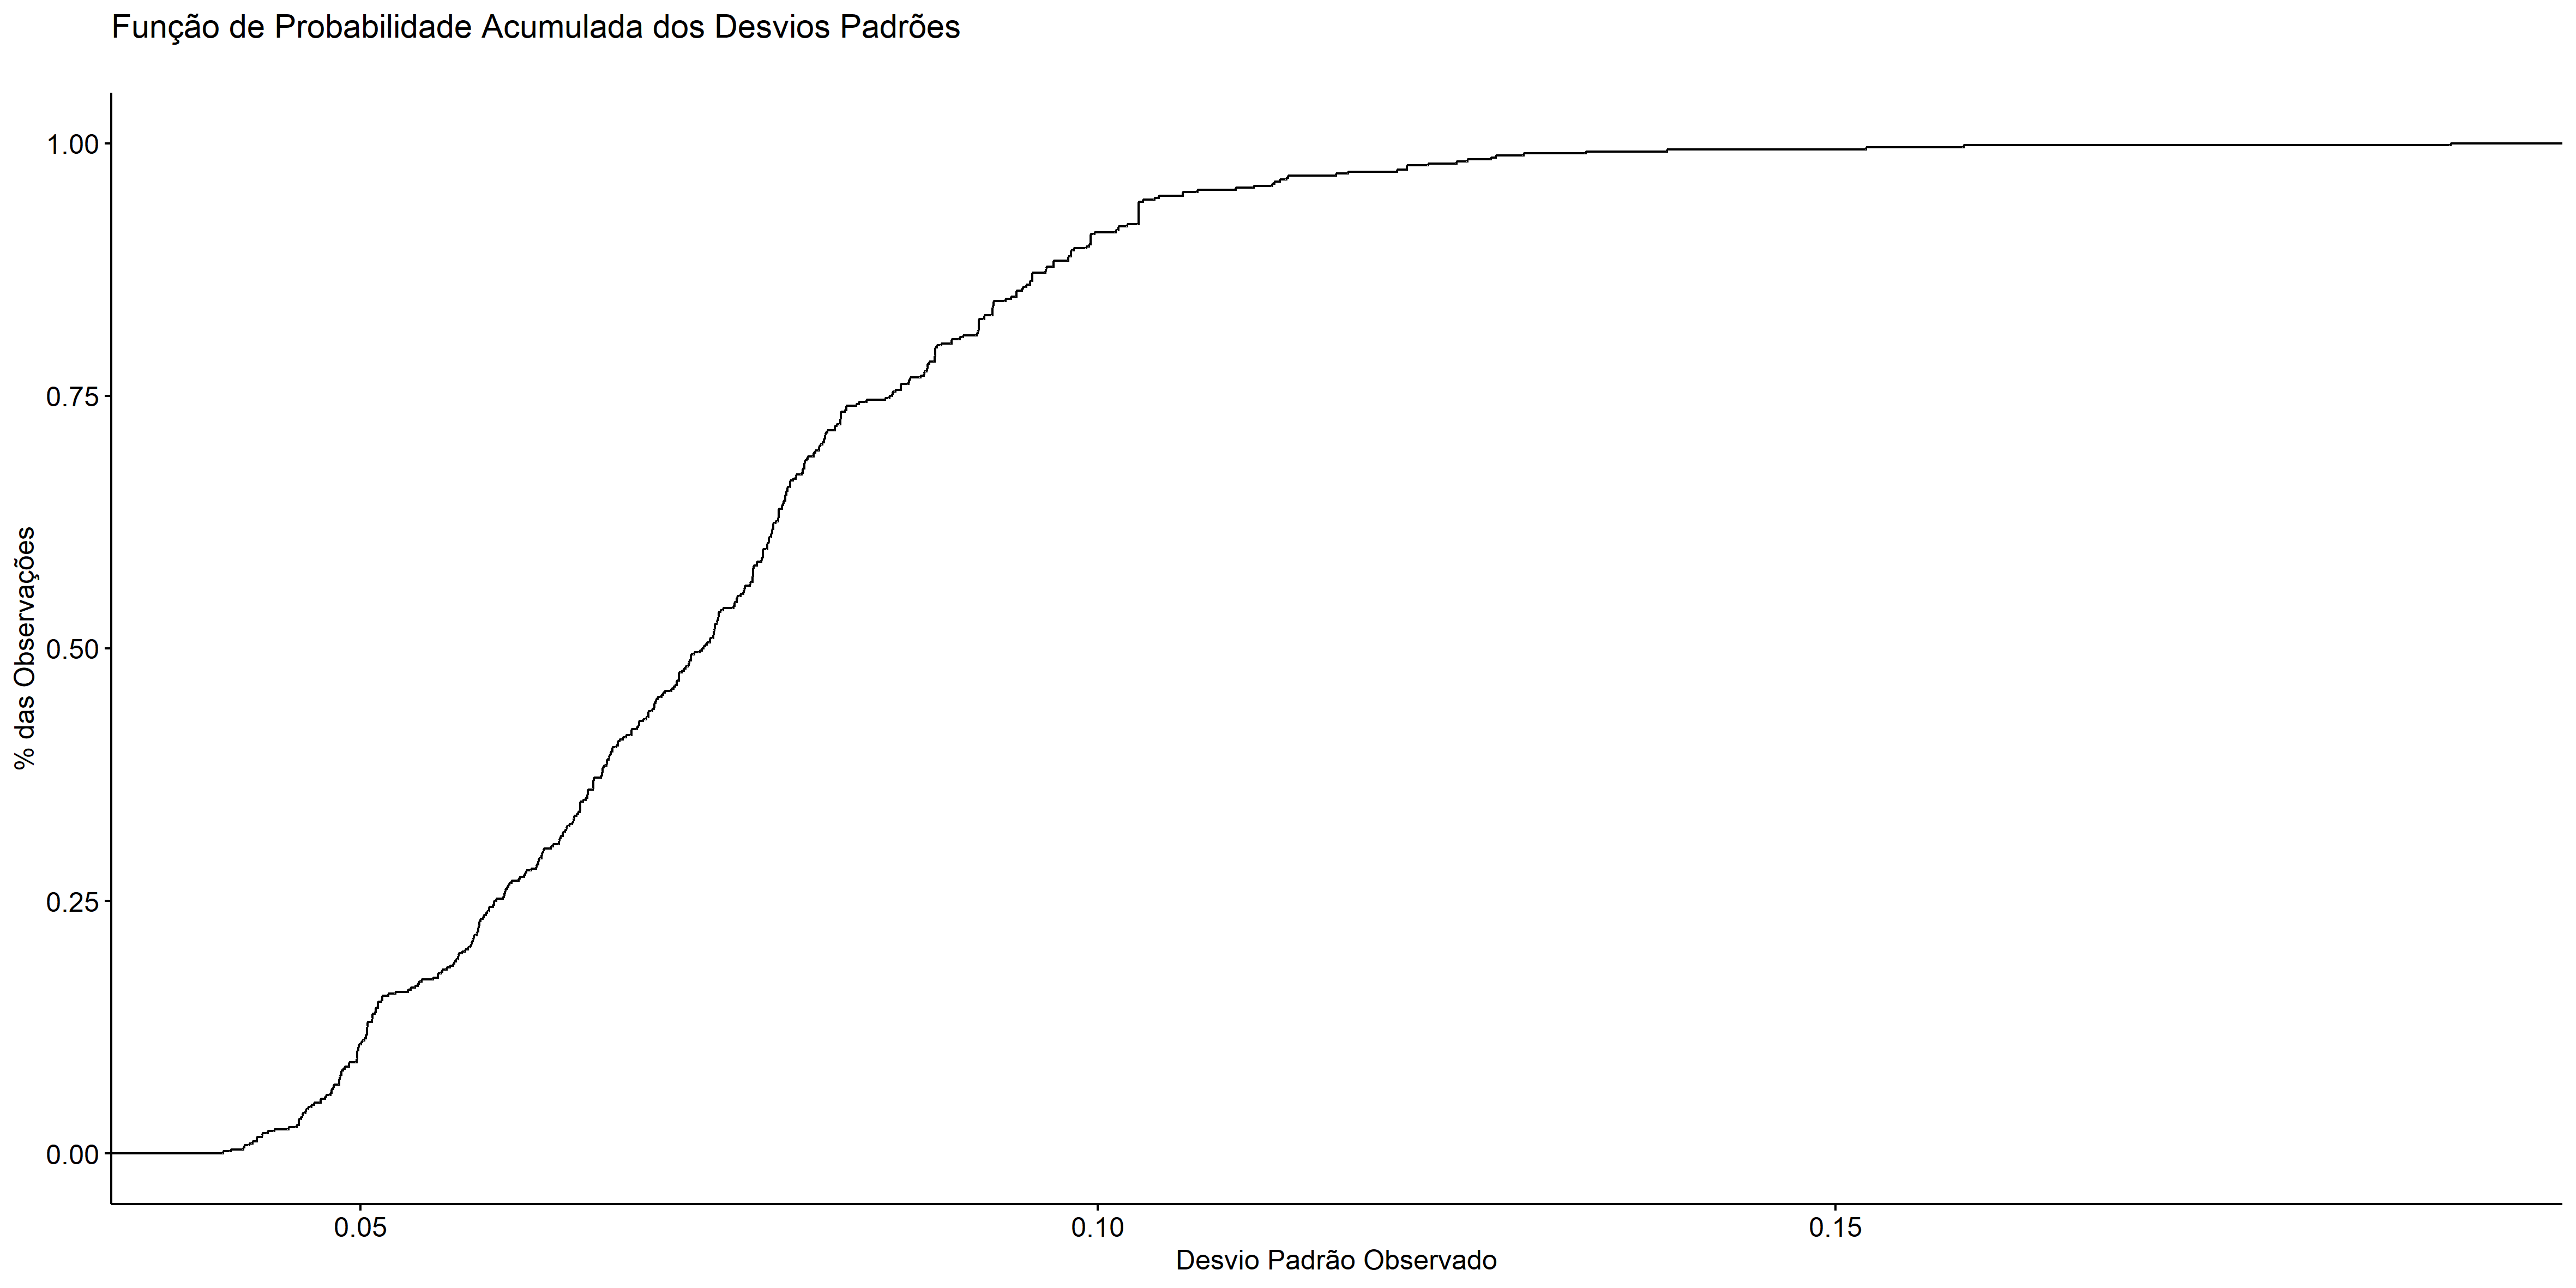 Função de Probabilidade Acumulada dos Desvios Padrões
1.00
0.75
0.50
0.25
0.00
% das Observações
0.05
0.10
0.15
Desvio Padrão Observado